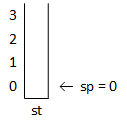 3
2
1
0 ← sp = 0
st